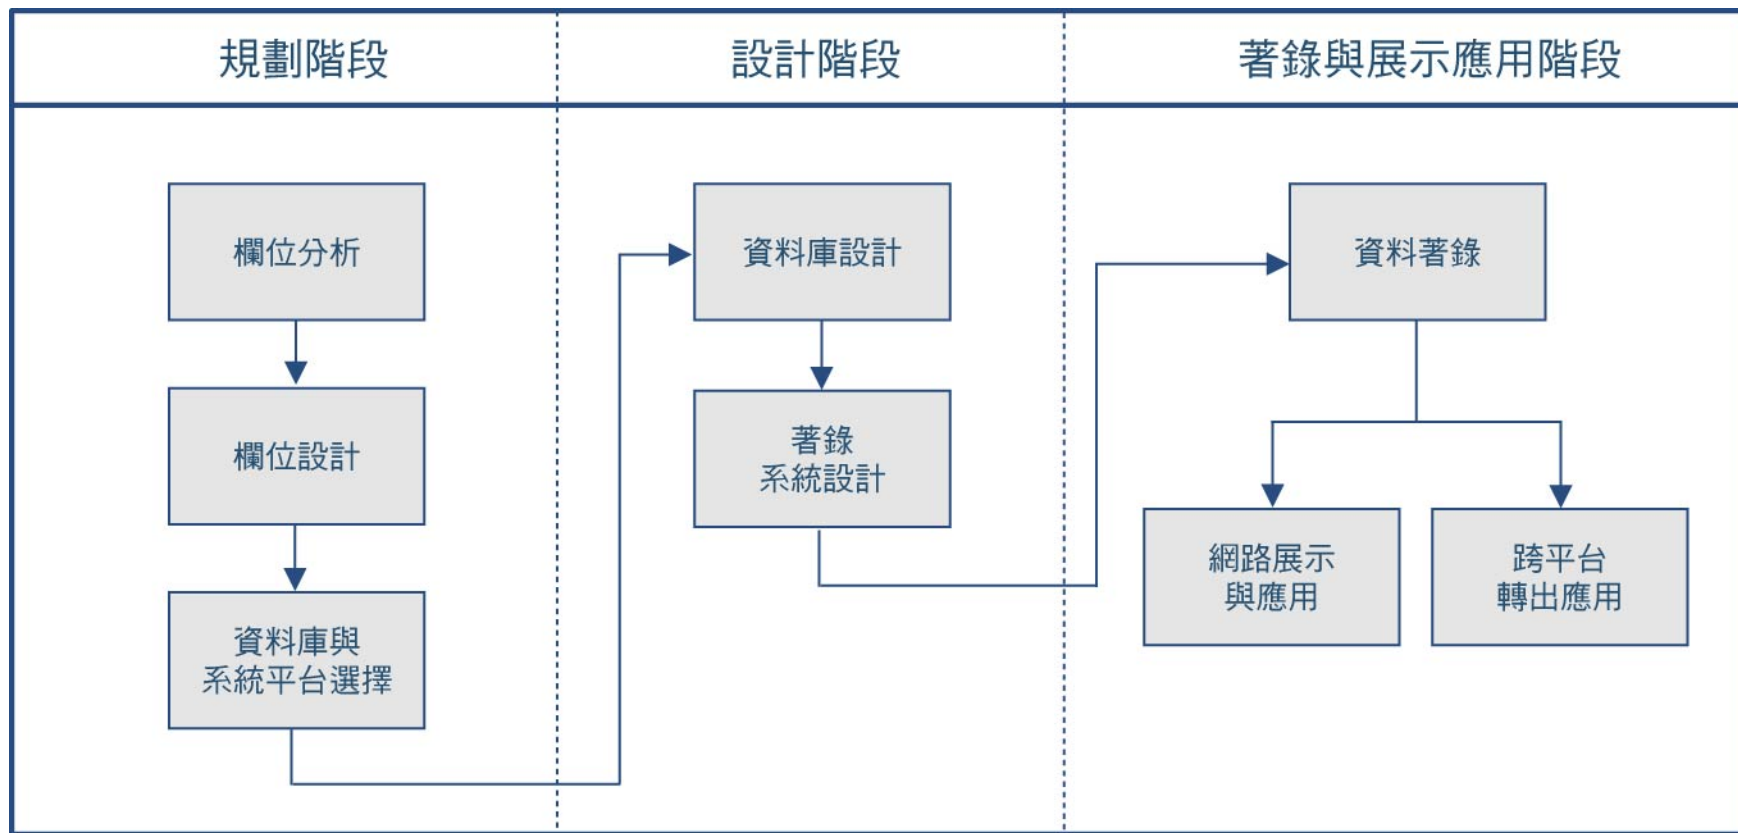 規劃階段
設計階段
著錄與展示應用階段
欄位分析
欄位設計
資料庫與
系統平台選擇
資料庫設計
著錄
系統設計
資料著錄
網路展示
與應用
跨平台
轉出應用